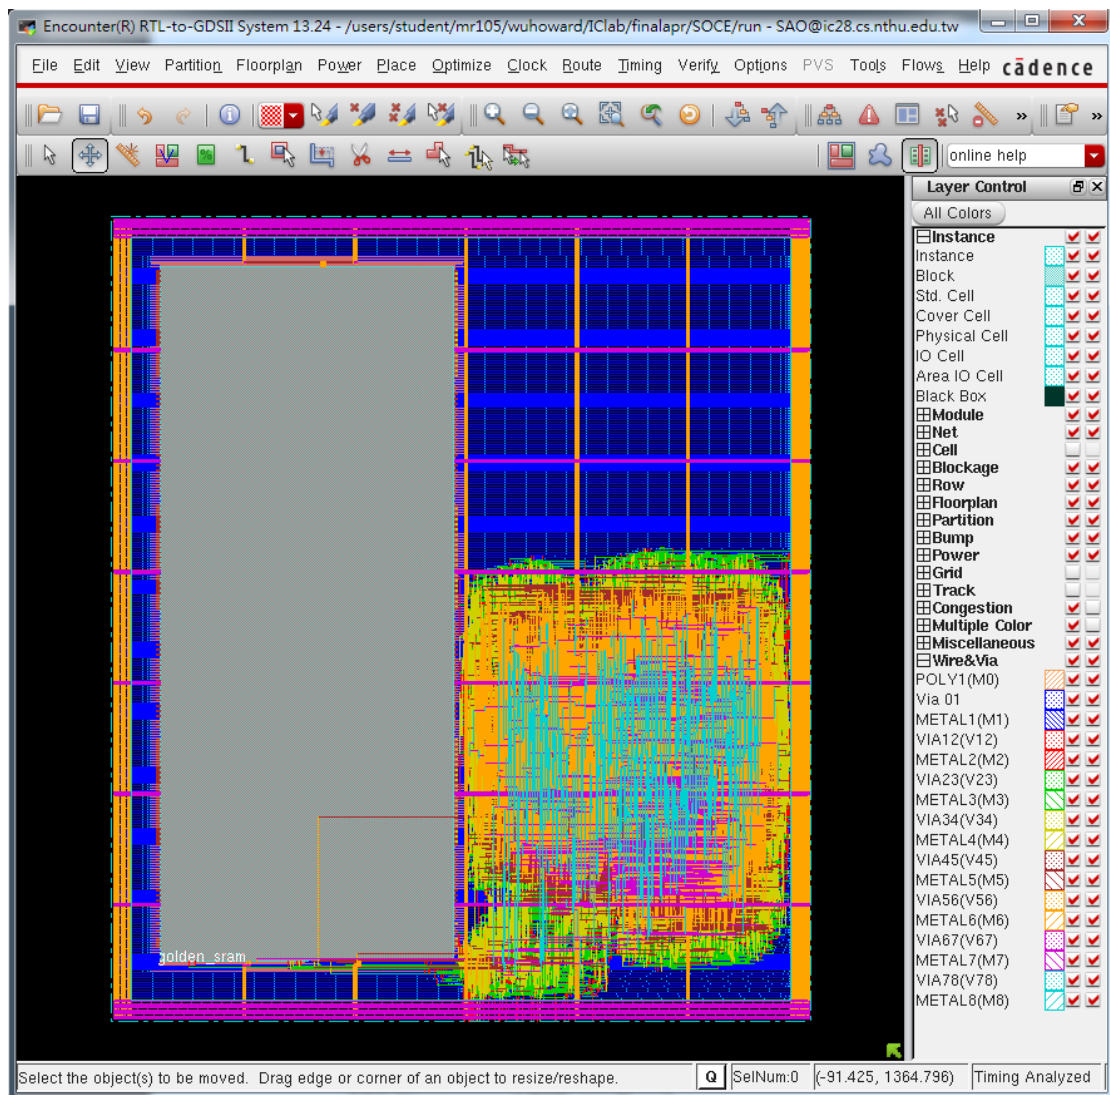 Encounter(R) RTL-to-GDSII System 13.24 - /users/student/mr105/wuhoward/IClab/finalapr/SOCE/run - SAO@ic28.cs.nthu.edu.tw
File Edit View Partition Floorplan Power Place Optimize Clock Route Timing Verify Options PVS Tools Flows Help cādence
online help
Layer Control
All Colors
Instance
Instance
Block
Std. Cell
Cover Cell
Physical Cell
IO Cell
Area IO Cell
Black Box
Module
Net
Cell
Blockage
Row
Floorplan
Partition
Bump
Power
Grid
Track
Congestion
Multiple Color
Miscellaneous
Wire&Via
POLY1(M0)
Via 01
METAL1(M1)
VIA12(V12)
METAL2(M2)
VIA23(V23)
METAL3(M3)
VIA34(V34)
METAL4(M4)
VIA45(V45)
METAL5(M5)
VIA56(V56)
METAL6(M6)
VIA67(V67)
METAL7(M7)
VIA78(V78)
METAL8(M8)
golden_sram
Select the object(s) to be moved. Drag edge or corner of an object to resize/reshape. Q SelNum:0 (-91.425, 1364.796) Timing Analyzed